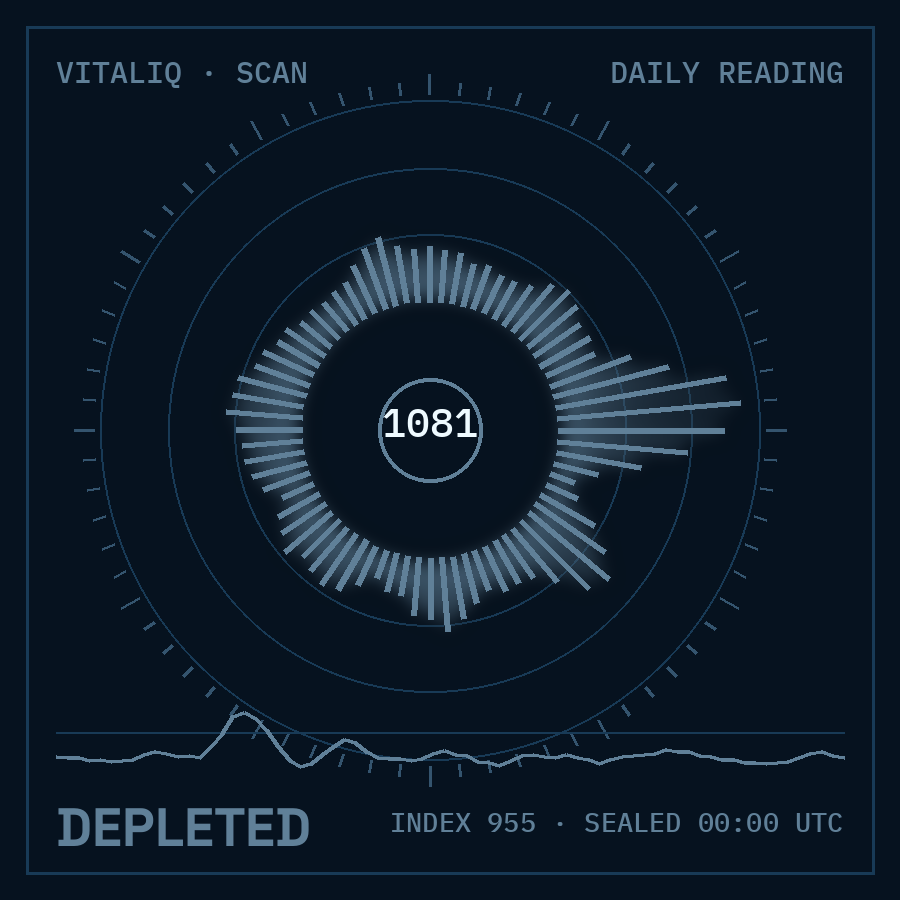 VITALIQ · SCAN
DAILY READING
1081
DEPLETED
INDEX 955 · SEALED 00:00 UTC